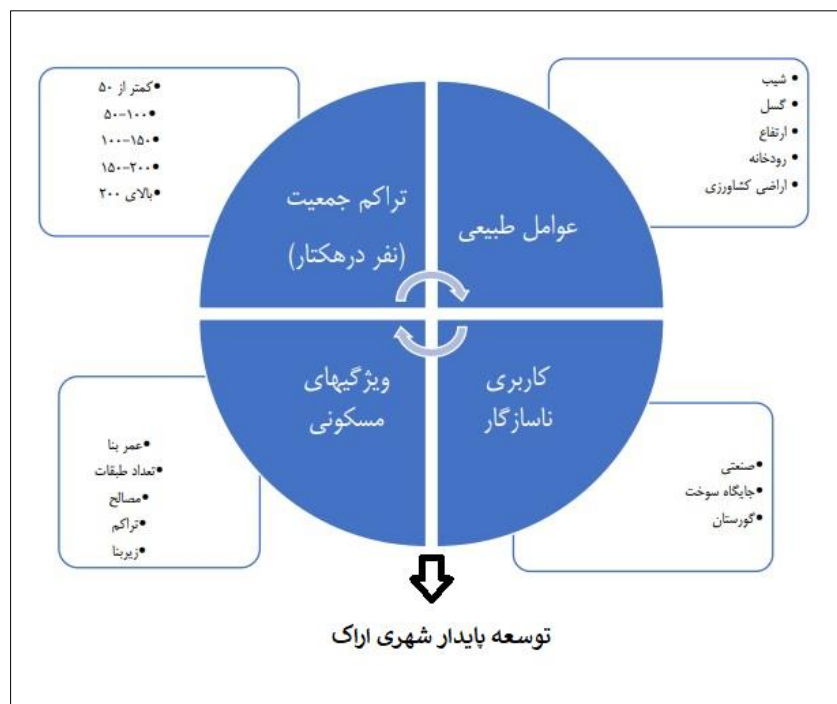 شیب
گسل
ارتفاع
رودخانه
اراضی کشاورزی
عوامل طبیعی
کمتر از ۵۰
۵۰-۱۰۰
۱۰۰-۱۵۰
۱۵۰-۲۰۰
بالای ۲۰۰
تراکم جمعیت
(نفر درهکتار)
کاربری
ناسازگار
صنعتی
جایگاه سوخت
گورستان
ویژگیهای
مسکونی
عمر بنا
تعداد طبقات
مصالح
تراکم
زیربنا
توسعه پایدار شهری اراک